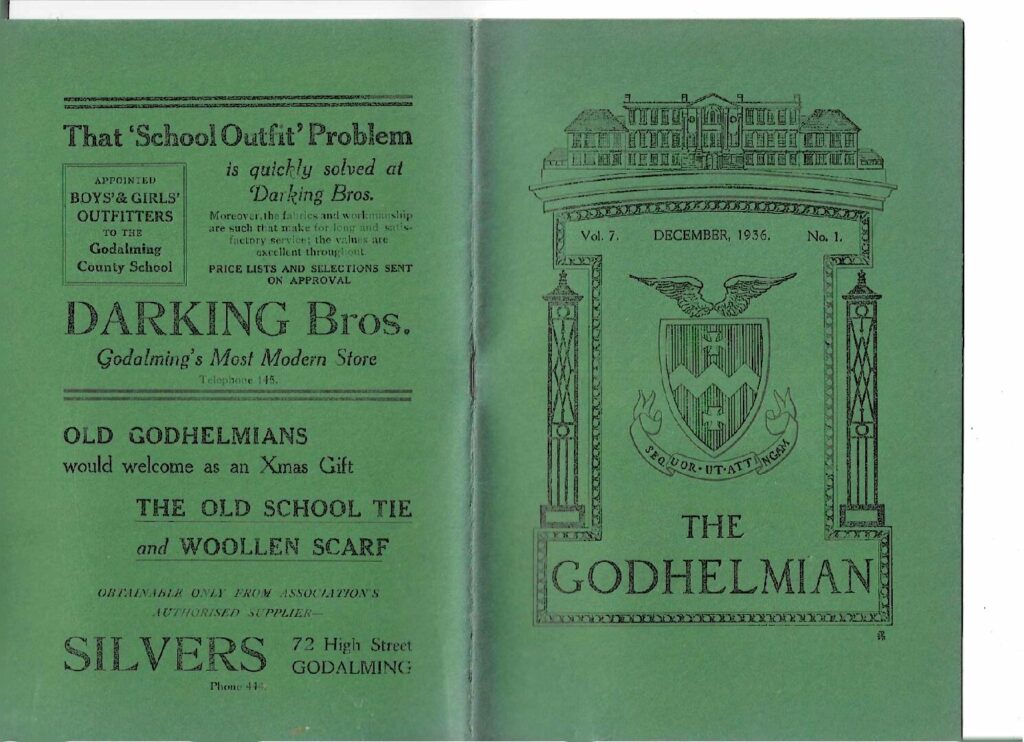 That 'School Outfit' Problem
APPOINTED
BOYS' & GIRLS'
OUTFITTERS
TO THE
Godalming
County School
is quickly solved at
Darking Bros.
Moreover, the fabrics and workmanship
are such that make for long and satis-
factory service; the values are
excellent throughout.
PRICE LISTS AND SELECTIONS SENT
ON APPROVAL
DARKING Bros.
Godalming's Most Modern Store
Telephone 145.
OLD GODHELMIANS
would welcome as an Xmas Gift
THE OLD SCHOOL TIE
and WOOLLEN SCARF
OBTAINABLE ONLY FROM ASSOCIATION'S
AUTHORISED SUPPLIER—
SILVERS
72 High Street
GODALMING
Phone
Vol. 7. DECEMBER, 1936. No. 1.
SEQUOR·UT·ATTINGAM
THE
GODHELMIAN